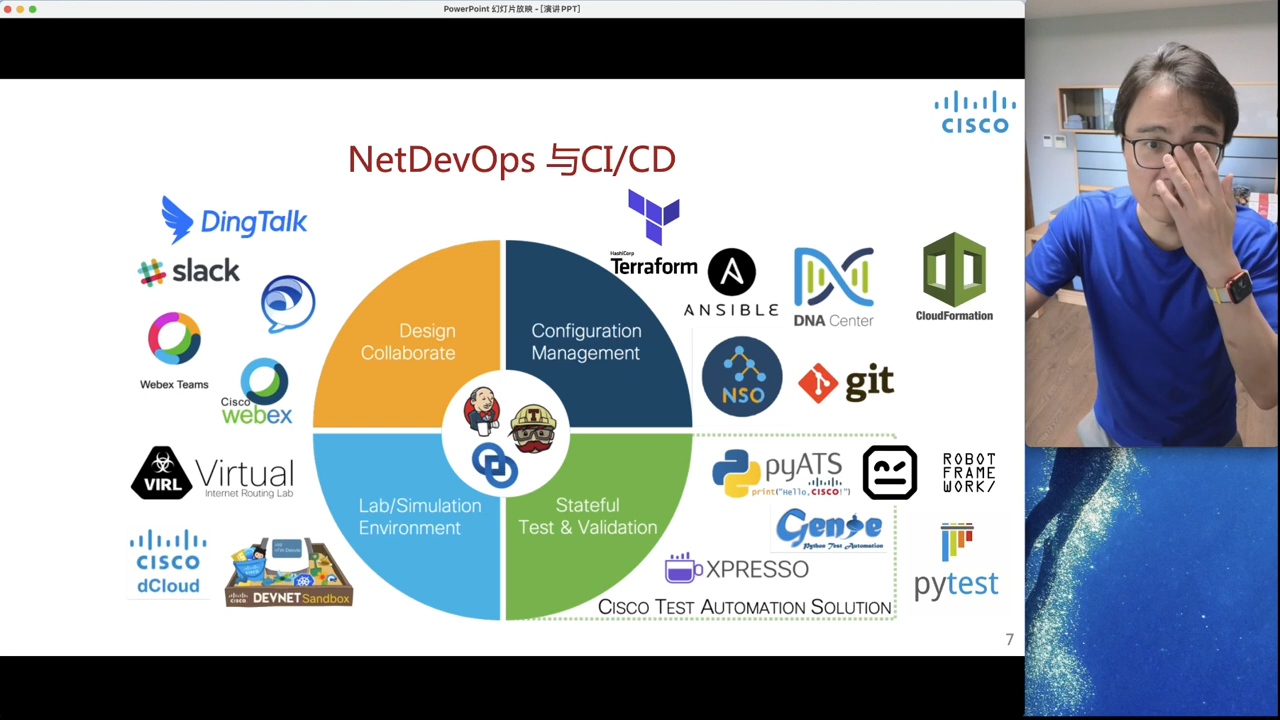 PowerPoint 幻灯片放映 - [演讲PPT]
CISCO
NetDevOps 与CI/CD
DingTalk
slack
Webex Teams
Cisco
webex
HashiCorp
Terraform
ANSIBLE
DNA Center
CloudFormation
NSO
git
Design
Collaborate
Configuration
Management
Lab/Simulation
Environment
Stateful
Test & Validation
VIRL
Virtual
Internet Routing Lab
CISCO
dCloud
DEVNET Sandbox
pyATS
print("Hello, CISCO!")
ROBOT
FRAME
WORK/
Genie
Python Test Automation
XPRESSO
pytest
CISCO TEST AUTOMATION SOLUTION
7